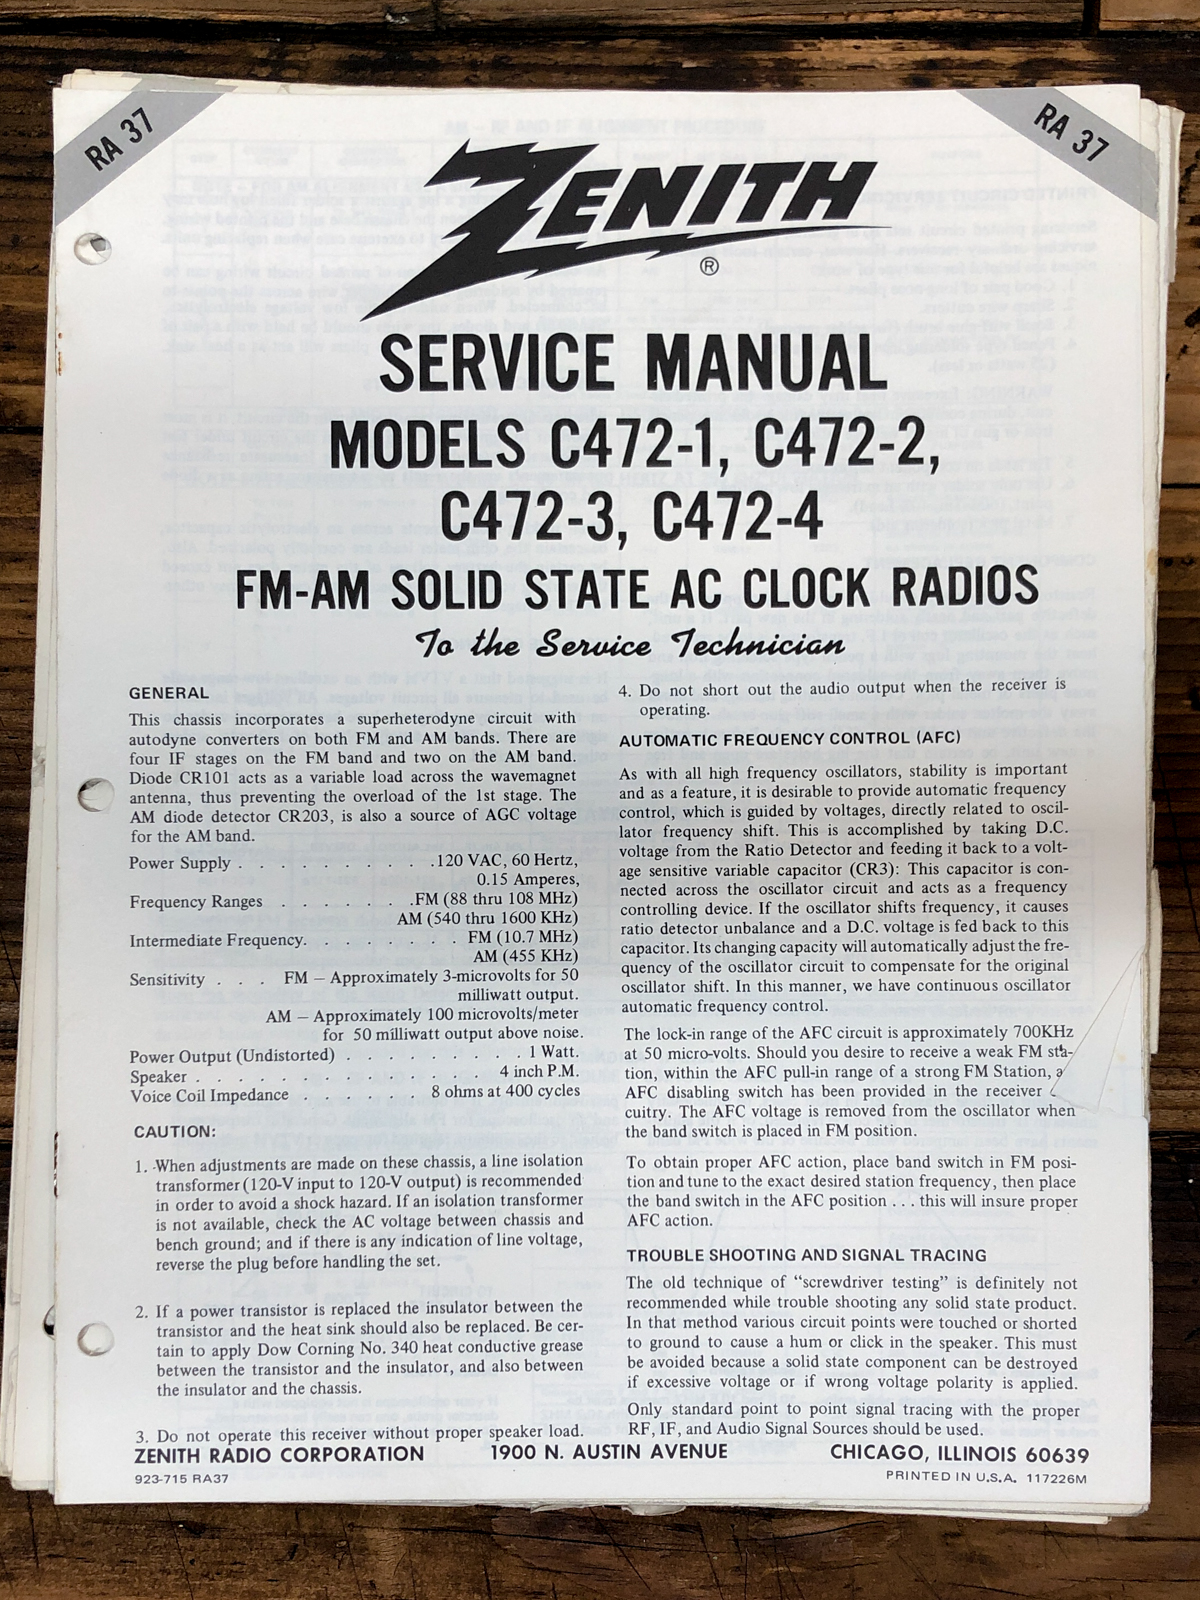 RA 37
RA 37
ZENITH
®
SERVICE MANUAL
MODELS C472-1, C472-2,
C472-3, C472-4
FM-AM SOLID STATE AC CLOCK RADIOS
To the Service Technician
GENERAL
This chassis incorporates a superheterodyne circuit with
autodyne converters on both FM and AM bands. There are
four IF stages on the FM band and two on the AM band.
Diode CR101 acts as a variable load across the wavemagnet
antenna, thus preventing the overload of the 1st stage. The
AM diode detector CR203, is also a source of AGC voltage
for the AM band.
Power Supply . . . . . . . . . . .120 VAC, 60 Hertz,
0.15 Amperes,
Frequency Ranges . . . . . . .FM (88 thru 108 MHz)
AM (540 thru 1600 KHz)
Intermediate Frequency. . . . . . . . FM (10.7 MHz)
AM (455 KHz)
Sensitivity . . . FM – Approximately 3-microvolts for 50
milliwatt output.
AM – Approximately 100 microvolts/meter
for 50 milliwatt output above noise.
Power Output (Undistorted) . . . . . . . . . 1 Watt.
Speaker . . . . . . . . . . . . . . 4 inch P.M.
Voice Coil Impedance . . . . . . 8 ohms at 400 cycles
CAUTION:
1. When adjustments are made on these chassis, a line isolation
transformer (120-V input to 120-V output) is recommended
in order to avoid a shock hazard. If an isolation transformer
is not available, check the AC voltage between chassis and
bench ground; and if there is any indication of line voltage,
reverse the plug before handling the set.
2. If a power transistor is replaced the insulator between the
transistor and the heat sink should also be replaced. Be cer-
tain to apply Dow Corning No. 340 heat conductive grease
between the transistor and the insulator, and also between
the insulator and the chassis.
3. Do not operate this receiver without proper speaker load.
4. Do not short out the audio output when the receiver is
operating.
AUTOMATIC FREQUENCY CONTROL (AFC)
As with all high frequency oscillators, stability is important
and as a feature, it is desirable to provide automatic frequency
control, which is guided by voltages, directly related to oscil-
lator frequency shift. This is accomplished by taking D.C.
voltage from the Ratio Detector and feeding it back to a volt-
age sensitive variable capacitor (CR3): This capacitor is con-
nected across the oscillator circuit and acts as a frequency
controlling device. If the oscillator shifts frequency, it causes
ratio detector unbalance and a D.C. voltage is fed back to this
capacitor. Its changing capacity will automatically adjust the fre-
quency of the oscillator circuit to compensate for the original
oscillator shift. In this manner, we have continuous oscillator
automatic frequency control.
The lock-in range of the AFC circuit is approximately 700KHz
at 50 micro-volts. Should you desire to receive a weak FM sta-
tion, within the AFC pull-in range of a strong FM Station, a
AFC disabling switch has been provided in the receiver
cuitry. The AFC voltage is removed from the oscillator when
the band switch is placed in FM position.
To obtain proper AFC action, place band switch in FM posi-
tion and tune to the exact desired station frequency, then place
the band switch in the AFC position . . . this will insure proper
AFC action.
TROUBLE SHOOTING AND SIGNAL TRACING
The old technique of "screwdriver testing" is definitely not
recommended while trouble shooting any solid state product.
In that method various circuit points were touched or shorted
to ground to cause a hum or click in the speaker. This must
be avoided because a solid state component can be destroyed
if excessive voltage or if wrong voltage polarity is applied.
Only standard point to point signal tracing with the proper
RF, IF, and Audio Signal Sources should be used.
ZENITH RADIO CORPORATION 1900 N. AUSTIN AVENUE CHICAGO, ILLINOIS 60639
923-715 RA37 PRINTED IN U.S.A. 117226M